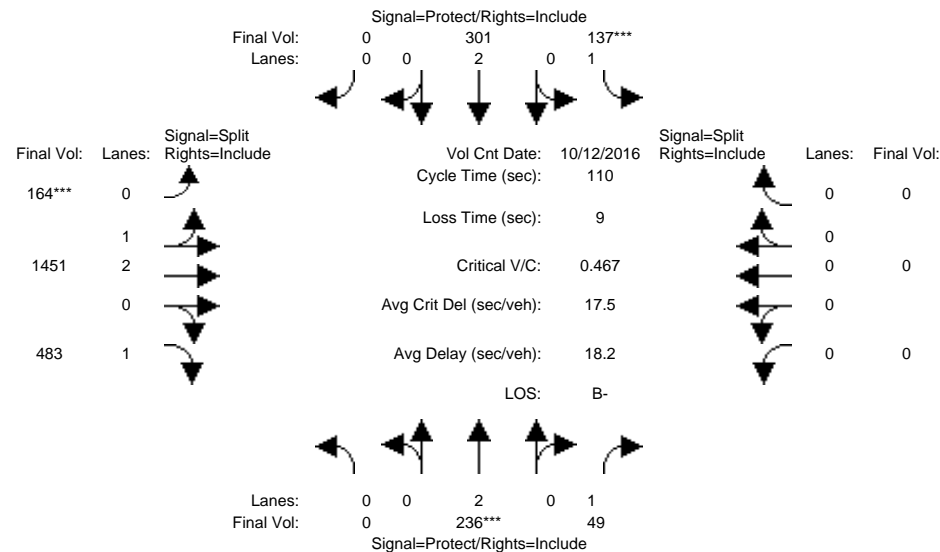 Signal=Protect/Rights=Include
Final Vol: 0 301 137***
Lanes: 0 0 2 0 1
Signal=Split Signal=Split
Final Vol: Lanes: Rights=Include Vol Cnt Date: 10/12/2016 Rights=Include Lanes: Final Vol:
Cycle Time (sec): 110
164*** 0 0 0
Loss Time (sec): 9
1 0
1451 2 Critical V/C: 0.467 0 0
0 Avg Crit Del (sec/veh): 17.5 0
483 1 Avg Delay (sec/veh): 18.2 0 0
LOS: B-
Lanes: 0 0 2 0 1
Final Vol: 0 236*** 49
Signal=Protect/Rights=Include